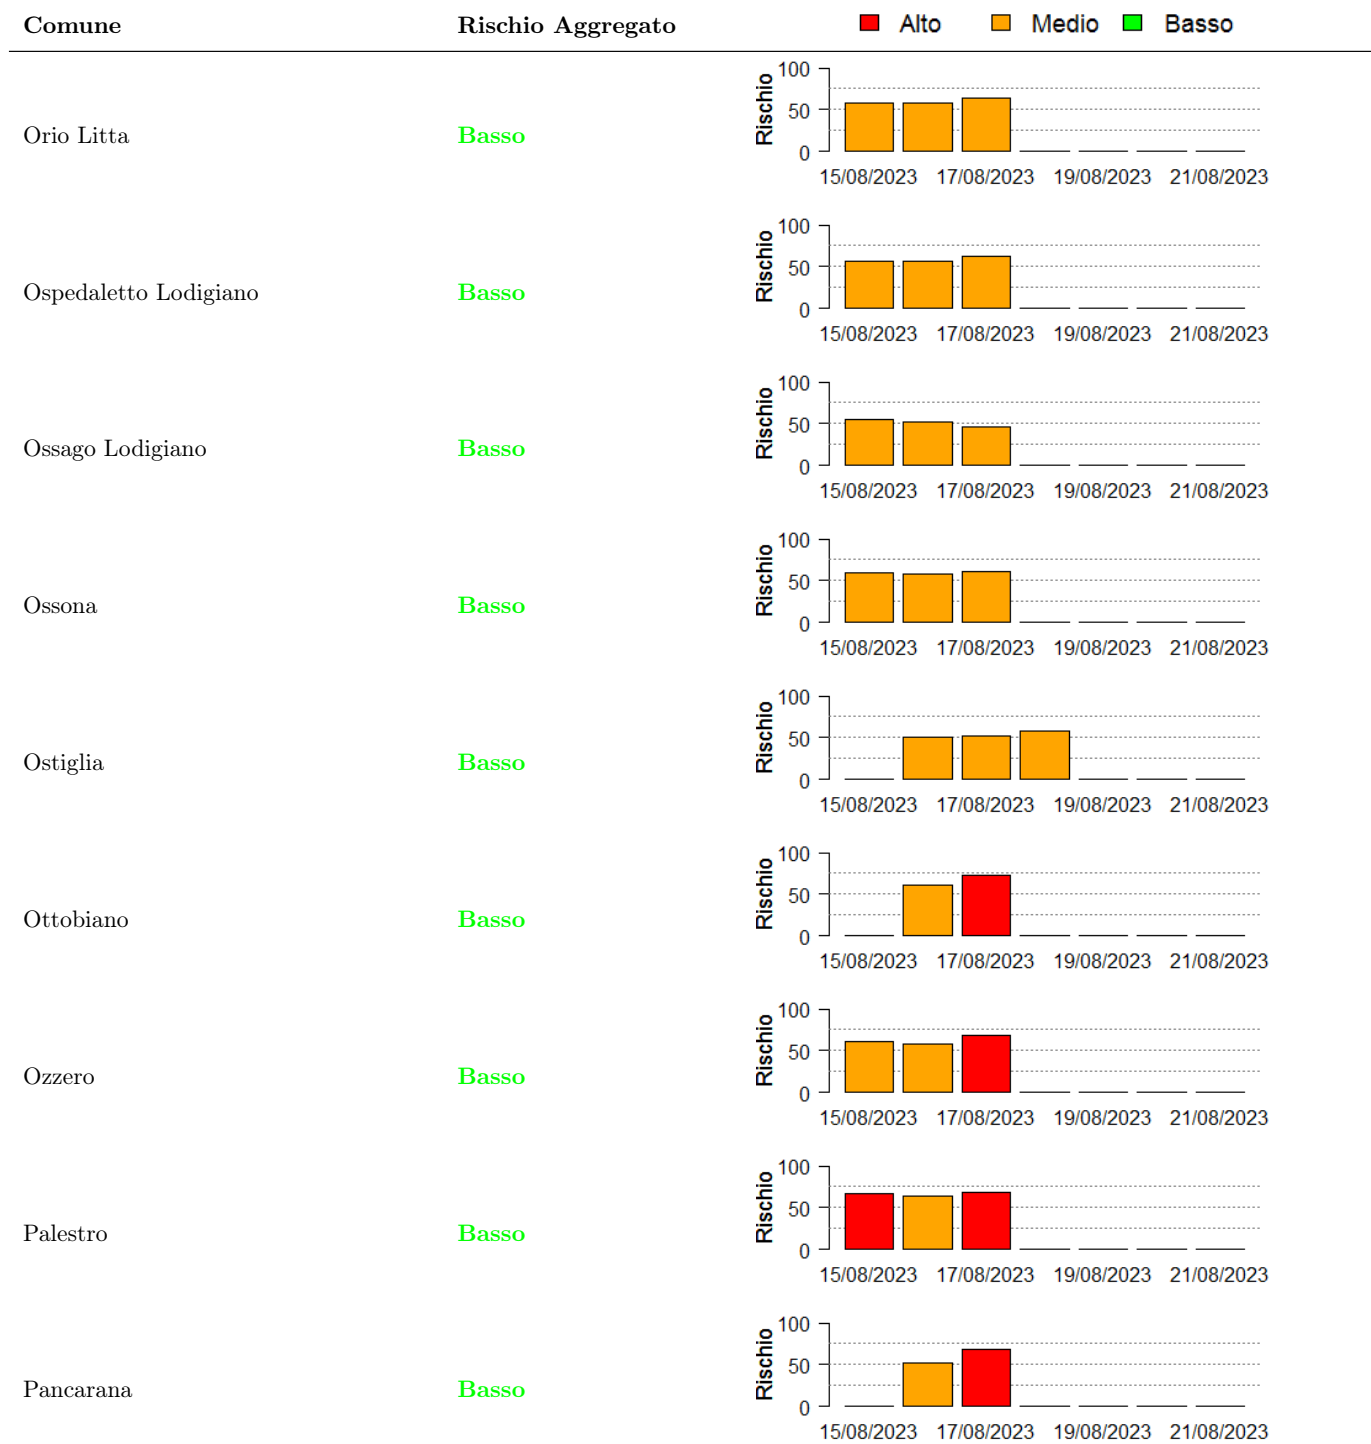 Comune Rischio Aggregato Alto Medio Basso
100
50
0
Rischio
Orio Litta Basso
15/08/2023 17/08/2023 19/08/2023 21/08/2023
100
50
0
Rischio
Ospedaletto Lodigiano Basso
15/08/2023 17/08/2023 19/08/2023 21/08/2023
100
50
0
Rischio
Ossago Lodigiano Basso
15/08/2023 17/08/2023 19/08/2023 21/08/2023
100
50
0
Rischio
Ossona Basso
15/08/2023 17/08/2023 19/08/2023 21/08/2023
100
50
0
Rischio
Ostiglia Basso
15/08/2023 17/08/2023 19/08/2023 21/08/2023
100
50
0
Rischio
Ottobiano Basso
15/08/2023 17/08/2023 19/08/2023 21/08/2023
100
50
0
Rischio
Ozzero Basso
15/08/2023 17/08/2023 19/08/2023 21/08/2023
100
50
0
Rischio
Palestro Basso
15/08/2023 17/08/2023 19/08/2023 21/08/2023
100
50
0
Rischio
Pancarana Basso
15/08/2023 17/08/2023 19/08/2023 21/08/2023